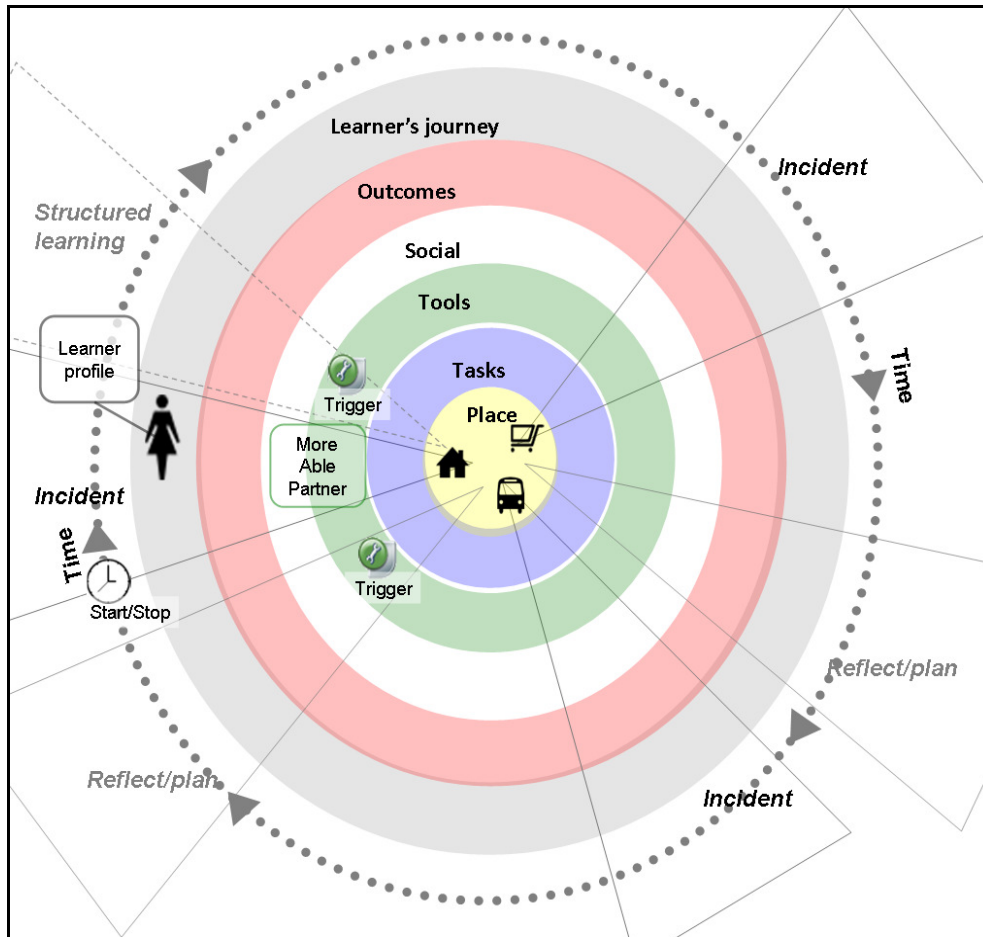 Learner's journey
Outcomes
Social
Tools
Tasks
Place
Incident
Structured
learning
Learner
profile
Trigger
More
Able
Partner
Time
Incident
Time
Start/Stop
Trigger
Reflect/plan
Reflect/plan
Incident